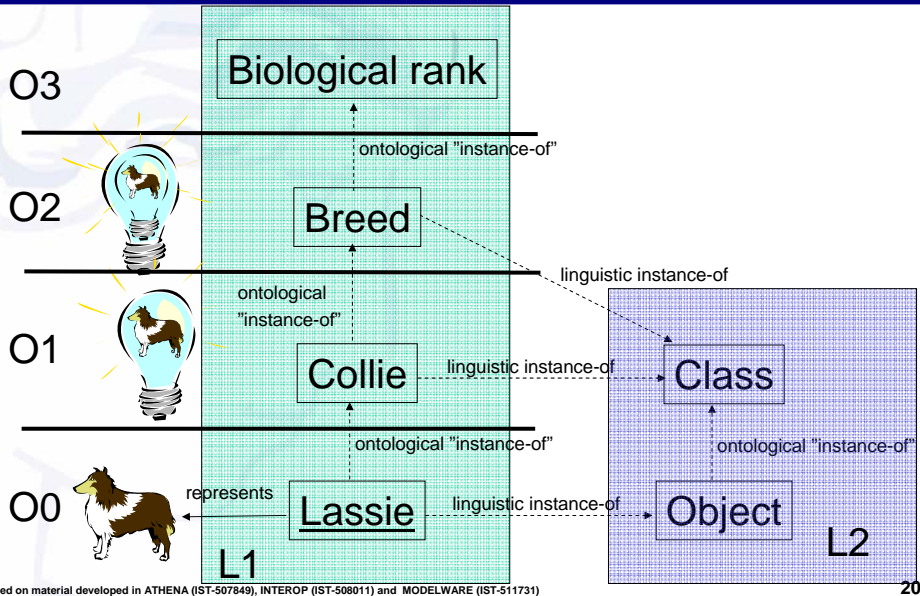 O3
Biological rank
ontological "instance-of"
O2
Breed
linguistic instance-of
ontological
"instance-of"
O1
Collie
linguistic instance-of
Class
ontological "instance-of"
ontological "instance-of"
O0
represents
Lassie
linguistic instance-of
Object
L1
L2
ed on material developed in ATHENA (IST-507849), INTEROP (IST-508011) and MODELWARE (IST-511731)
20